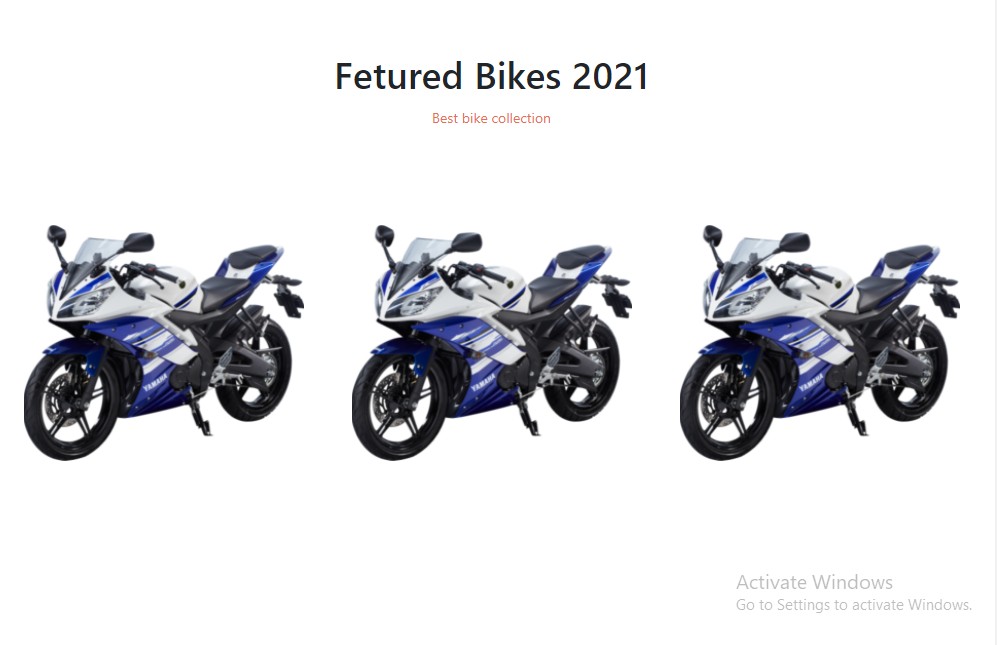 Fetured Bikes 2021
Best bike collection
YAMAHA
YAMAHA
YAMAHA
Activate Windows
Go to Settings to activate Windows.